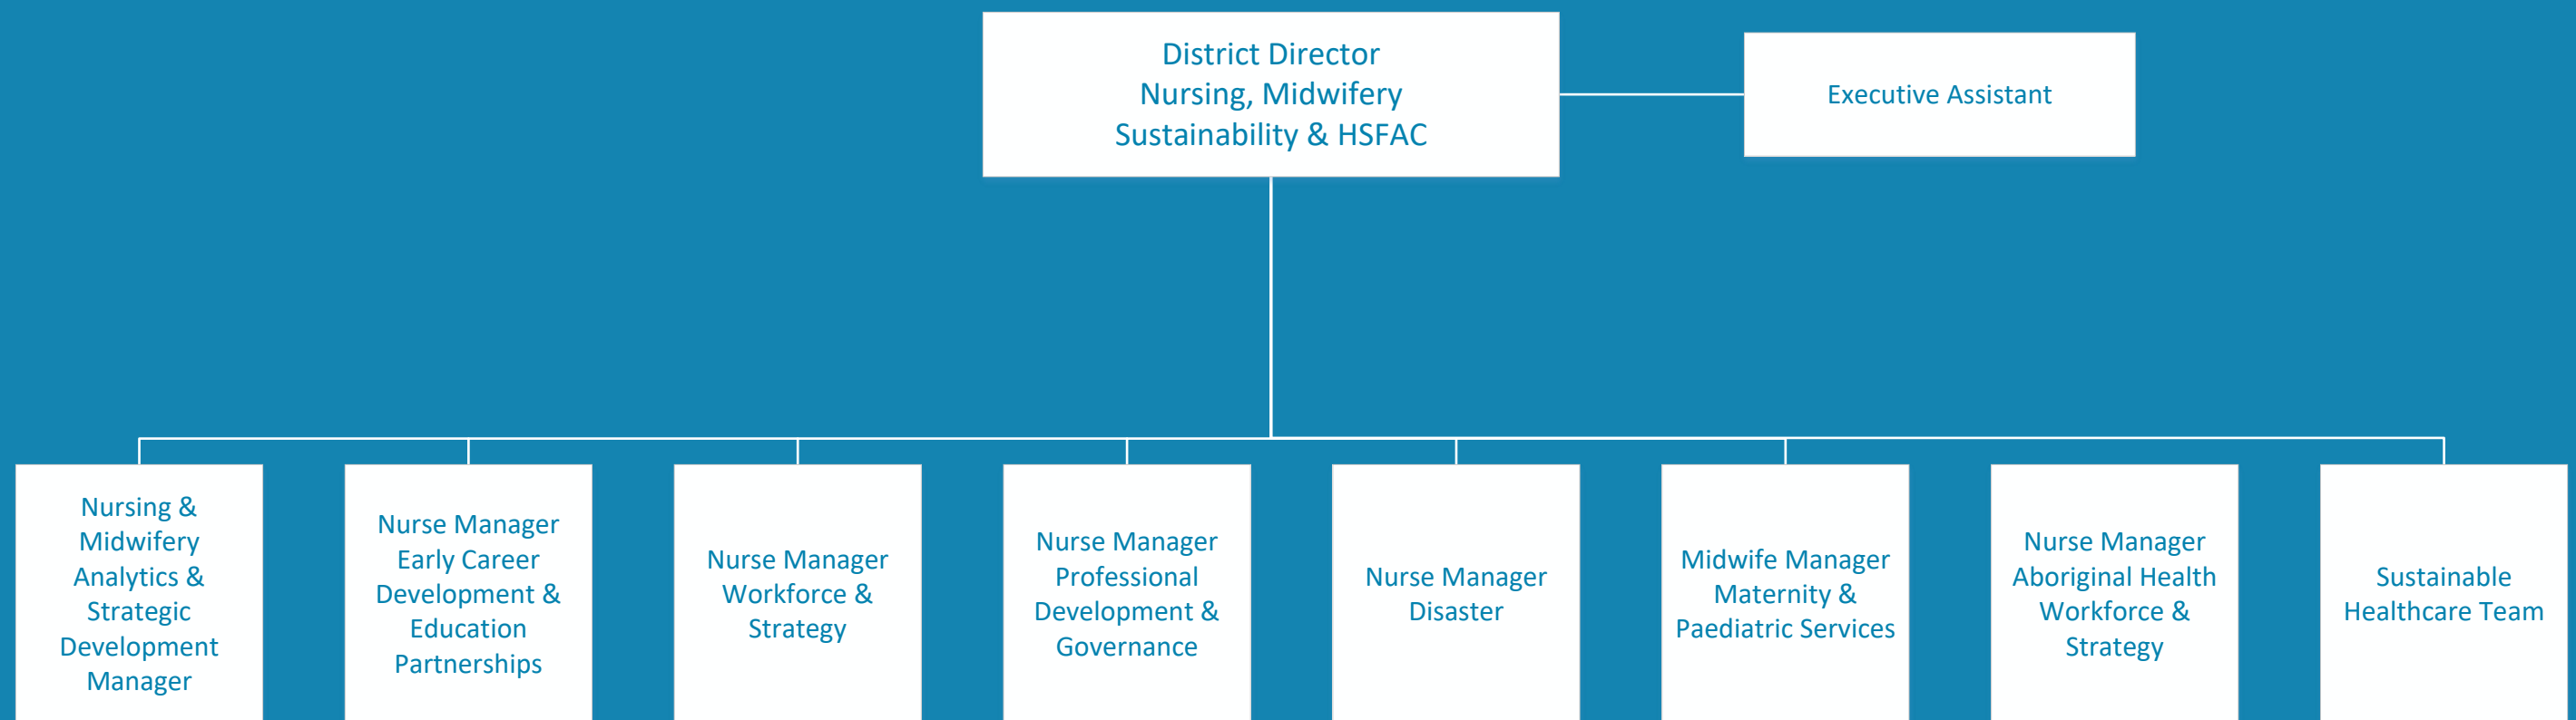 District Director
Nursing, Midwifery
Sustainability & HSFAC
Executive Assistant
Nursing &
Midwifery
Analytics &
Strategic
Development
Manager
Nurse Manager
Early Career
Development &
Education
Partnerships
Nurse Manager
Workforce &
Strategy
Nurse Manager
Professional
Development &
Governance
Nurse Manager
Disaster
Midwife Manager
Maternity &
Paediatric Services
Nurse Manager
Aboriginal Health
Workforce &
Strategy
Sustainable
Healthcare Team